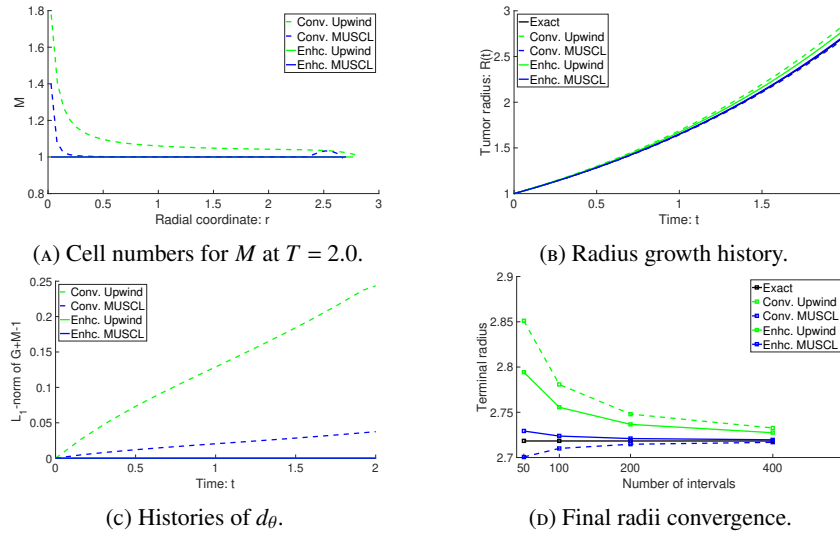 1.8
1.6
1.4
1.2
1
0.8
M
0
0.5
1
1.5
2
2.5
3
Radial coordinate: r
Conv. Upwind
Conv. MUSCL
Enhc. Upwind
Enhc. MUSCL
(A) Cell numbers for M at T = 2.0.
3
2.5
2
1.5
1
Tumor radius: R(t)
0
0.5
1
1.5
Time: t
Exact
Conv. Upwind
Conv. MUSCL
Enhc. Upwind
Enhc. MUSCL
(B) Radius growth history.
0.25
0.2
0.15
0.1
0.05
0
L₁-norm of G+M-1
0
0.5
1
1.5
2
Time: t
Conv. Upwind
Conv. MUSCL
Enhc. Upwind
Enhc. MUSCL
(C) Histories of dθ.
2.9
2.85
2.8
2.75
2.7
Terminal radius
50
100
200
400
Number of intervals
Exact
Conv. Upwind
Conv. MUSCL
Enhc. Upwind
Enhc. MUSCL
(D) Final radii convergence.